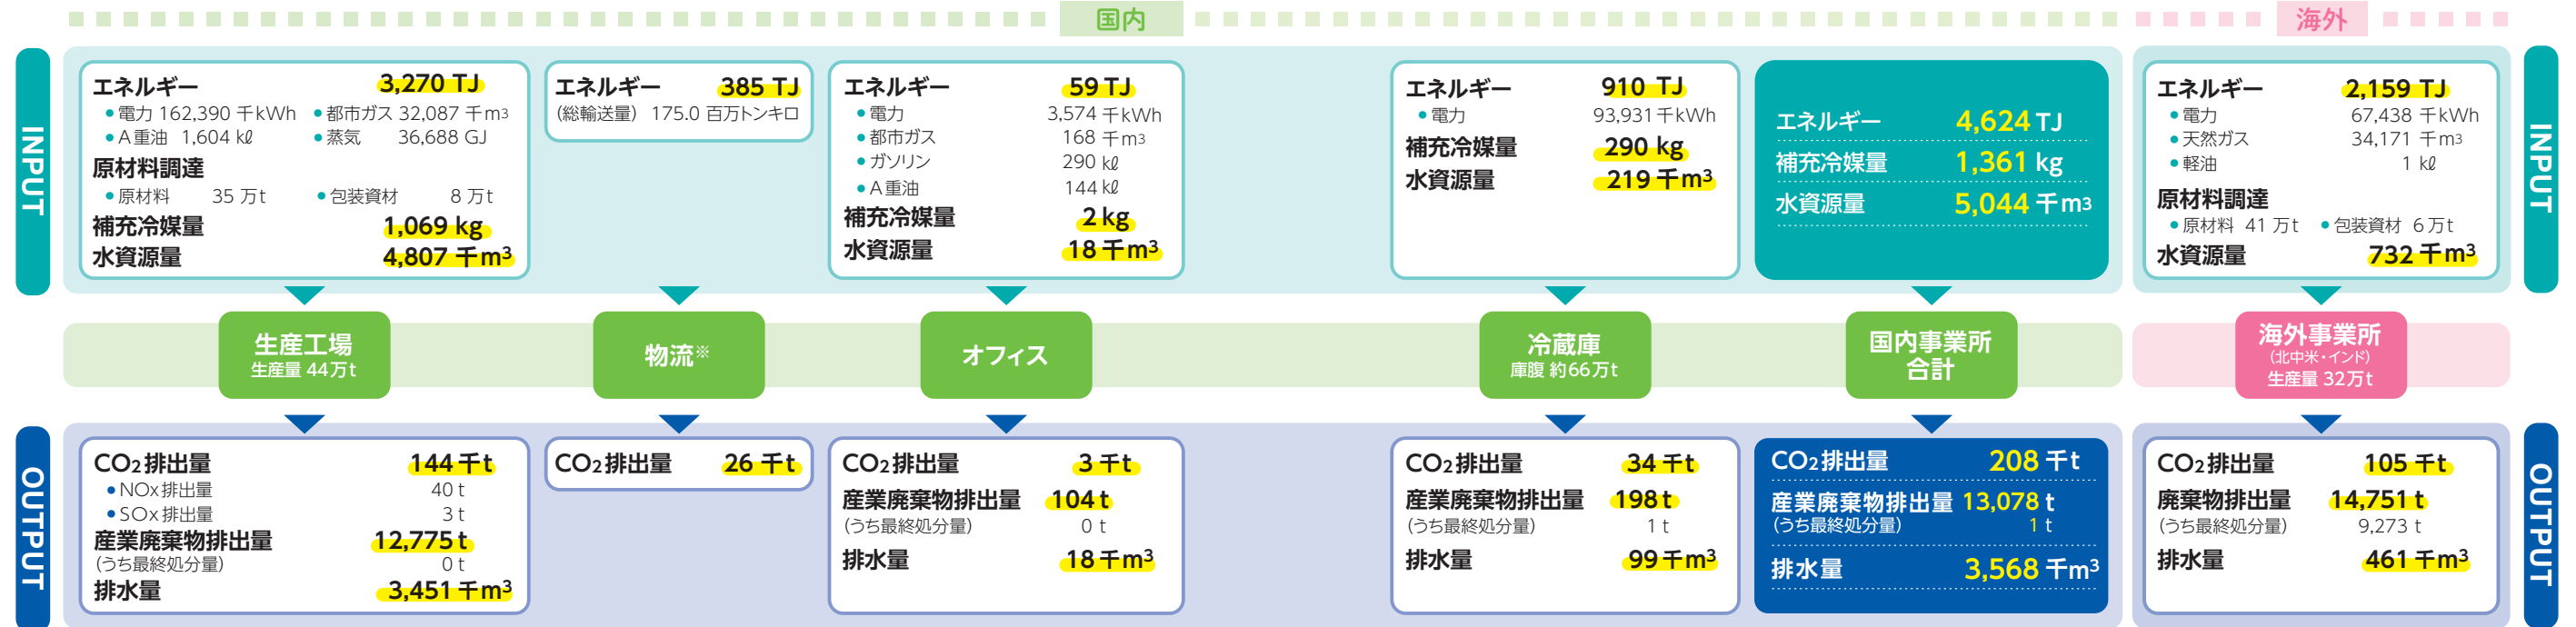 国内
海外
INPUT
エネルギー 3,270 TJ
●電力 162,390 千kWh ●都市ガス 32,087 千m3
●A重油 1,604 kℓ ●蒸気 36,688 GJ
原材料調達
●原材料 35 万t ●包装資材 8 万t
補充冷媒量 1,069 kg
水資源量 4,807 千m3
エネルギー 385 TJ
(総輸送量) 175.0 百万トンキロ
エネルギー 59 TJ
●電力 3,574 千kWh
●都市ガス 168 千m3
●ガソリン 290 kℓ
●A重油 144 kℓ
補充冷媒量 2 kg
水資源量 18 千m3
エネルギー 910 TJ
●電力 93,931 千kWh
補充冷媒量 290 kg
水資源量 219 千m3
エネルギー 4,624 TJ
補充冷媒量 1,361 kg
水資源量 5,044 千m3
エネルギー 2,159 TJ
●電力 67,438 千kWh
●天然ガス 34,171 千m3
●軽油 1 kℓ
原材料調達
●原材料 41 万t ●包装資材 6 万t
水資源量 732 千m3
INPUT
生産工場
生産量 44万t
物流※
オフィス
冷蔵庫
庫腹 約66万t
国内事業所
合計
海外事業所
(北中米・インド)
生産量 32万t
OUTPUT
CO2排出量 144 千t
●NOx排出量 40 t
●SOx排出量 3 t
産業廃棄物排出量 12,775 t
(うち最終処分量) 0 t
排水量 3,451 千m3
CO2排出量 26 千t
CO2排出量 3 千t
産業廃棄物排出量 104 t
(うち最終処分量) 0 t
排水量 18 千m3
CO2排出量 34 千t
産業廃棄物排出量 198 t
(うち最終処分量) 1 t
排水量 99 千m3
CO2排出量 208 千t
産業廃棄物排出量 13,078 t
(うち最終処分量) 1 t
排水量 3,568 千m3
CO2排出量 105 千t
廃棄物排出量 14,751 t
(うち最終処分量) 9,273 t
排水量 461 千m3
OUTPUT